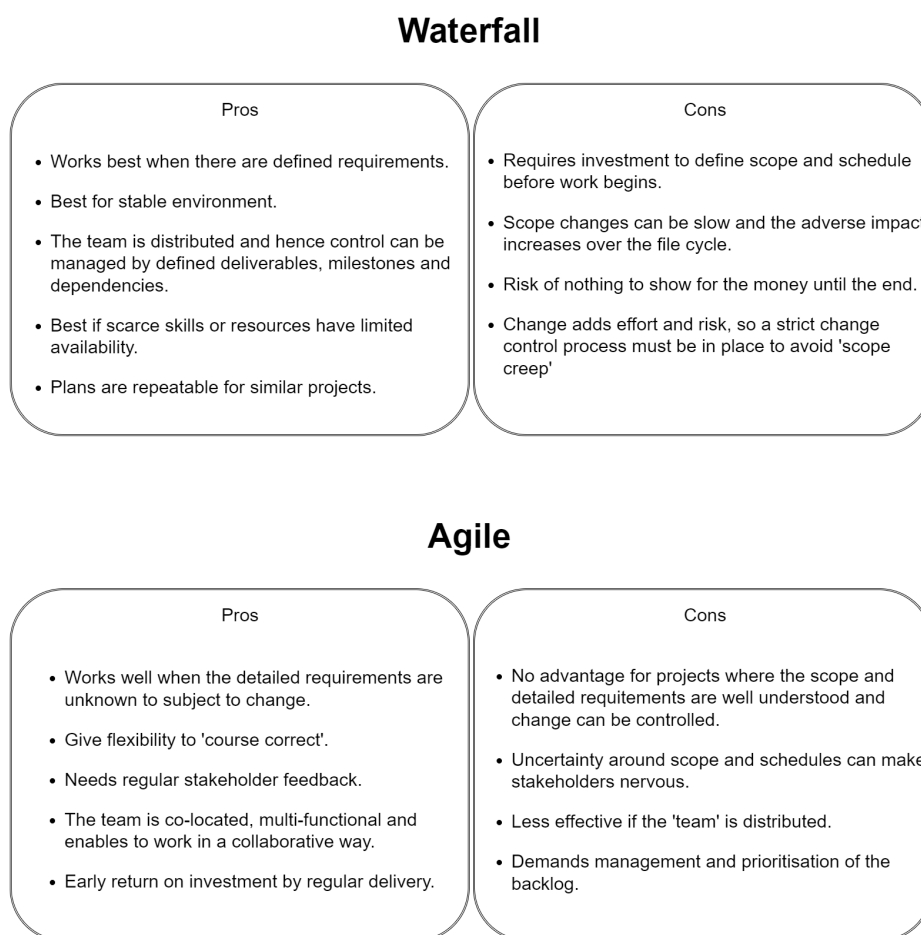 Waterfall
Pros
• Works best when there are defined requirements.
• Best for stable environment.
• The team is distributed and hence control can be
managed by defined deliverables, milestones and
dependencies.
• Best if scarce skills or resources have limited
availability.
• Plans are repeatable for similar projects.
Cons
• Requires investment to define scope and schedule
before work begins.
• Scope changes can be slow and the adverse impact
increases over the file cycle.
• Risk of nothing to show for the money until the end.
• Change adds effort and risk, so a strict change
control process must be in place to avoid 'scope
creep'
Agile
Pros
• Works well when the detailed requirements are
unknown to subject to change.
• Give flexibility to 'course correct'.
• Needs regular stakeholder feedback.
• The team is co-located, multi-functional and
enables to work in a collaborative way.
• Early return on investment by regular delivery.
Cons
• No advantage for projects where the scope and
detailed requitements are well understood and
change can be controlled.
• Uncertainty around scope and schedules can make
stakeholders nervous.
• Less effective if the 'team' is distributed.
• Demands management and prioritisation of the
backlog.